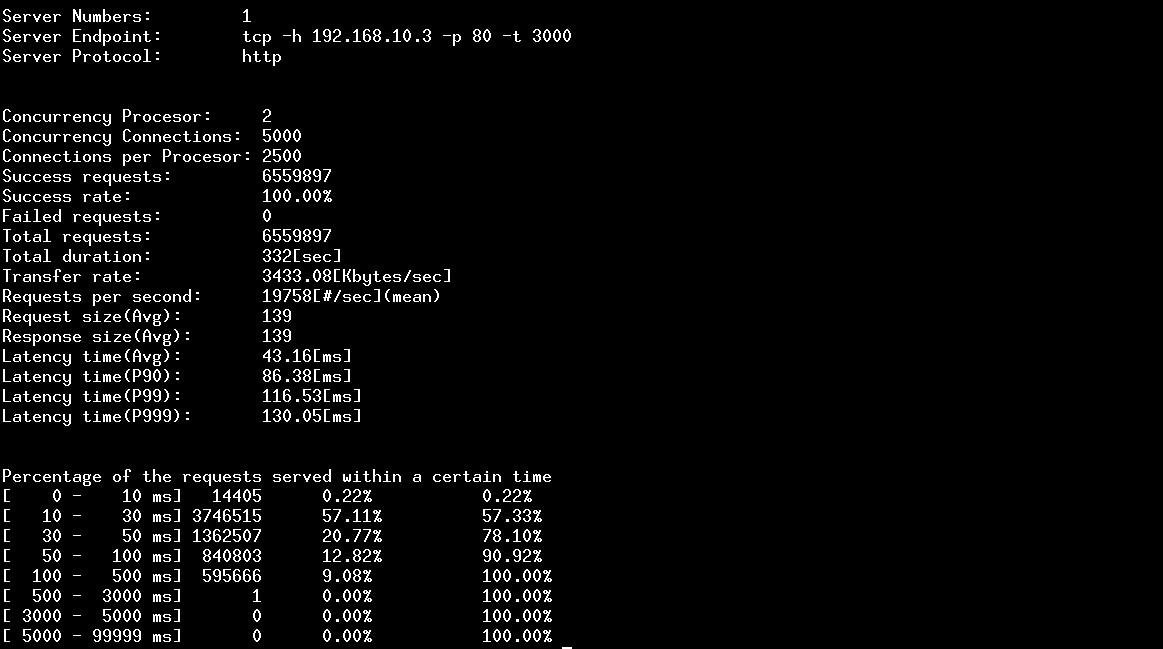 Server Numbers:         1
Server Endpoint:        tcp -h 192.168.10.3 -p 80 -t 3000
Server Protocol:        http
Concurrency Procesor:     2
Concurrency Connections:  5000
Connections per Procesor: 2500
Success requests:         6559897
Success rate:             100.00%
Failed requests:          0
Total requests:           6559897
Total duration:           332[sec]
Transfer rate:            3433.08[Kbytes/sec]
Requests per second:      19758[#/sec](mean)
Request size(Avg):        139
Response size(Avg):       139
Latency time(Avg):        43.16[ms]
Latency time(P90):        86.38[ms]
Latency time(P99):        116.53[ms]
Latency time(P999):       130.05[ms]
Percentage of the requests served within a certain time
[    0 -    10 ms]   14405      0.22%           0.22%
[   10 -    30 ms] 3746515      57.11%          57.33%
[   30 -    50 ms] 1362507      20.77%          78.10%
[   50 -   100 ms]  840803      12.82%          90.92%
[  100 -   500 ms]  595666      9.08%           100.00%
[  500 -  3000 ms]       1      0.00%           100.00%
[ 3000 -  5000 ms]       0      0.00%           100.00%
[ 5000 - 99999 ms]       0      0.00%           100.00%